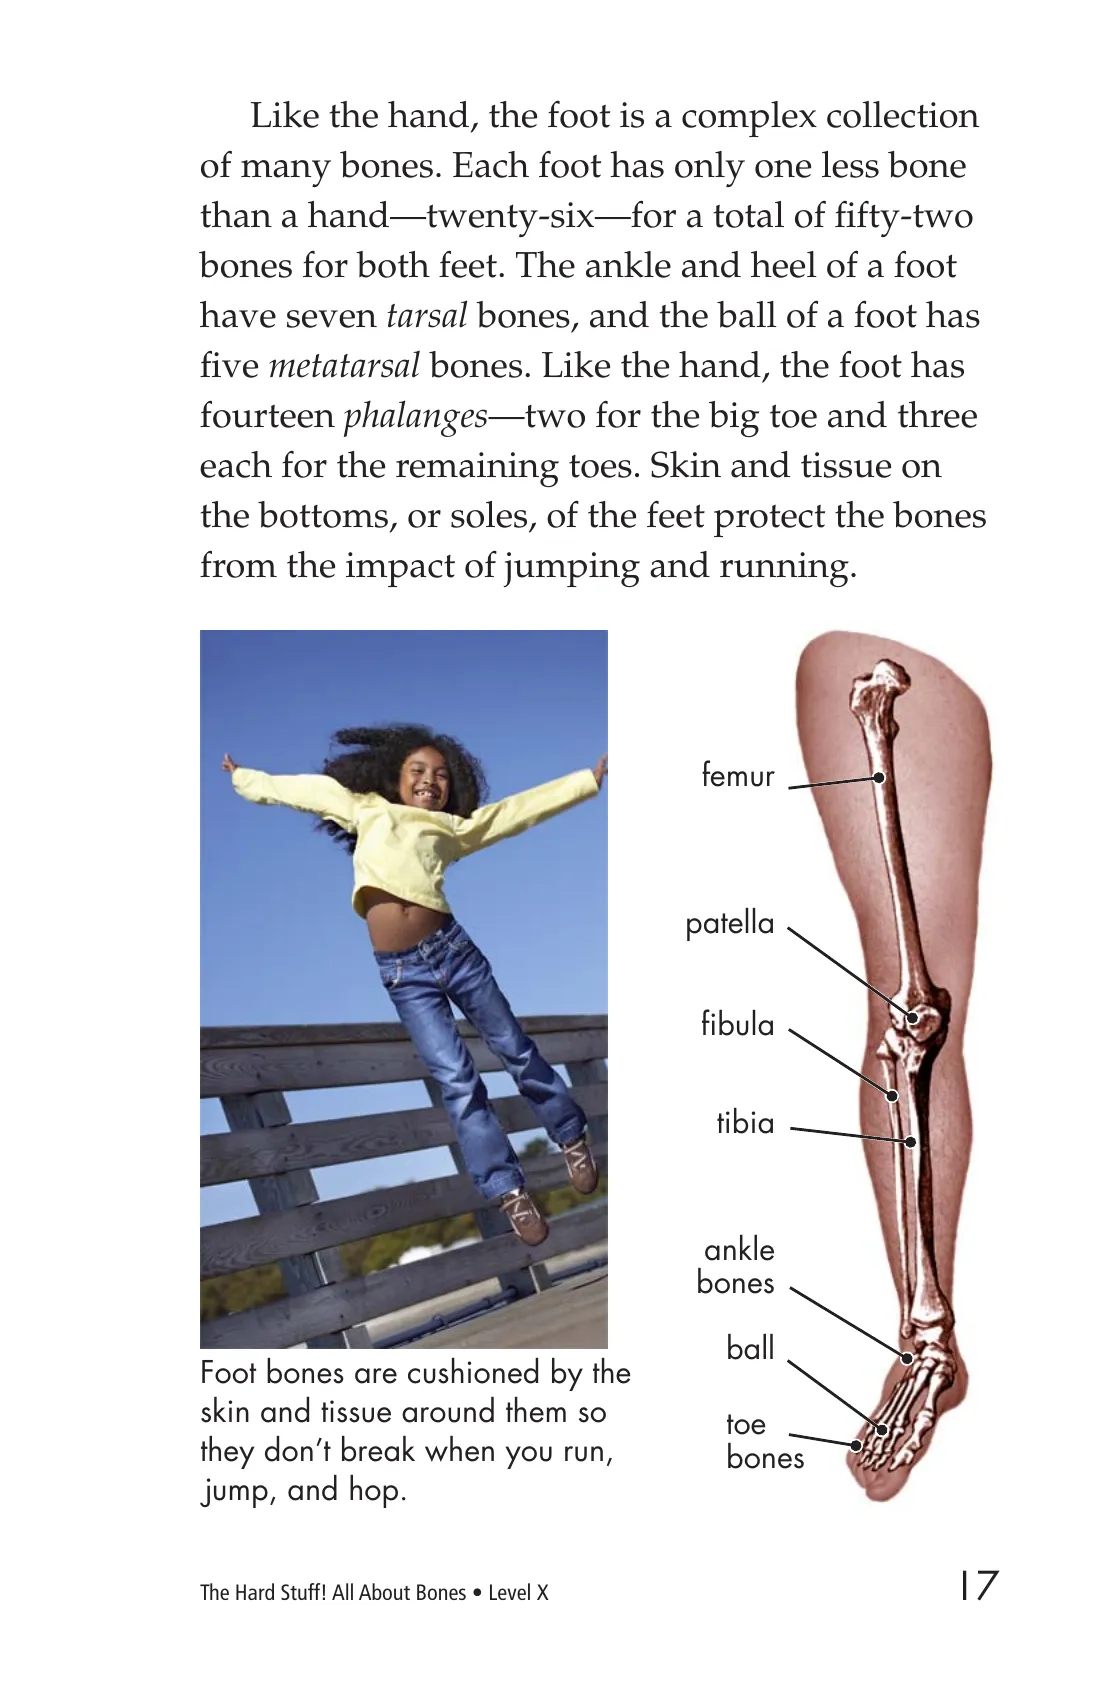 Like the hand, the foot is a complex collection
of many bones. Each foot has only one less bone
than a hand—twenty-six—for a total of fifty-two
bones for both feet. The ankle and heel of a foot
have seven tarsal bones, and the ball of a foot has
five metatarsal bones. Like the hand, the foot has
fourteen phalanges—two for the big toe and three
each for the remaining toes. Skin and tissue on
the bottoms, or soles, of the feet protect the bones
from the impact of jumping and running.
femur
patella
fibula
tibia
ankle
bones
ball
toe
bones
Foot bones are cushioned by the
skin and tissue around them so
they don’t break when you run,
jump, and hop.
The Hard Stuff! All About Bones • Level X
17